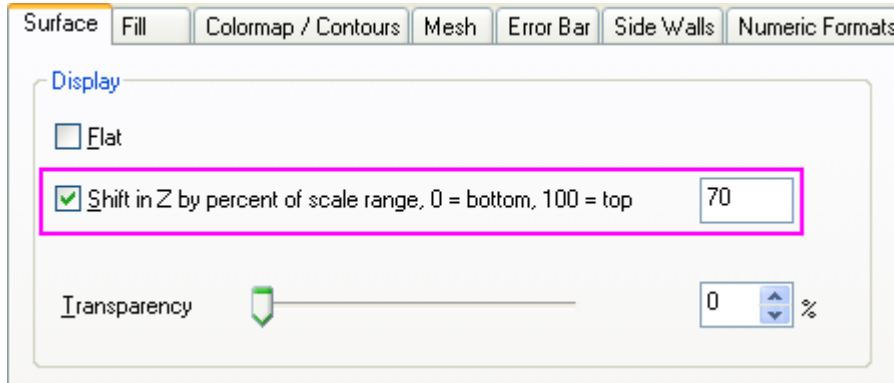 Surface Fill Colormap / Contours Mesh Error Bar Side Walls Numeric Formats
Display
Flat
Shift in Z by percent of scale range, 0 = bottom, 100 = top 70
Transparency 0 %